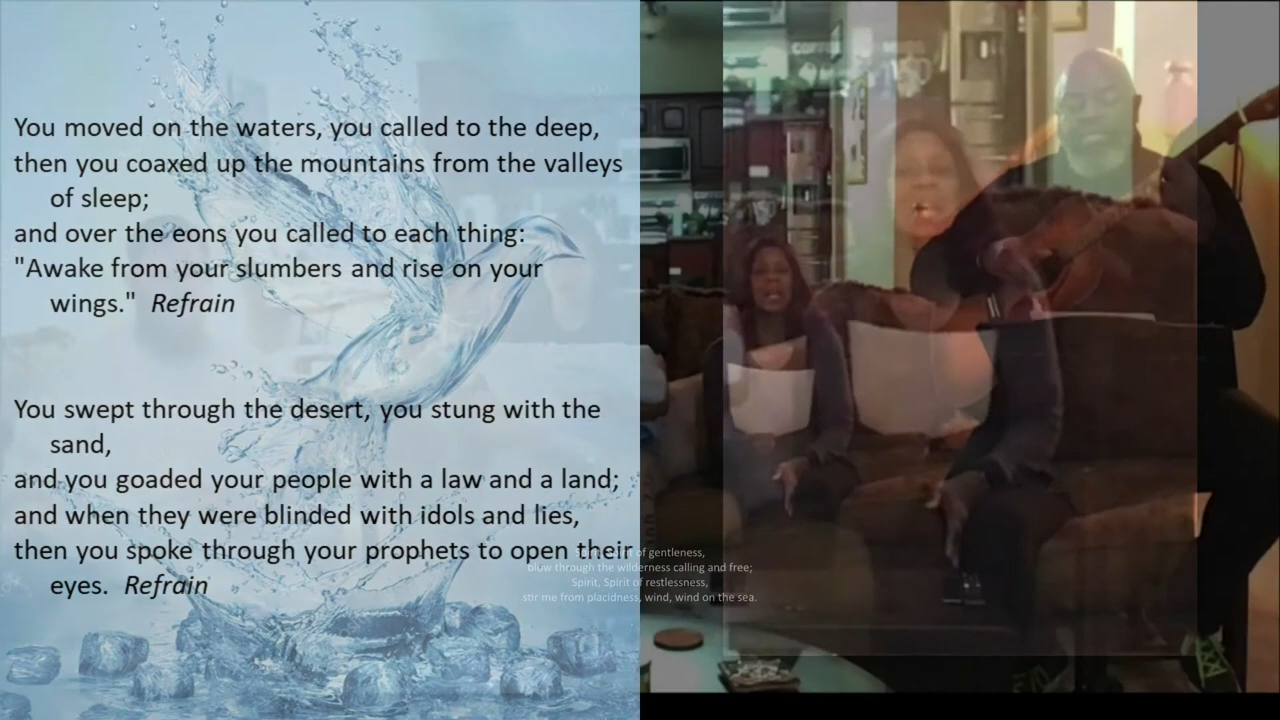 You moved on the waters, you called to the deep,
then you coaxed up the mountains from the valleys
of sleep;
and over the eons you called to each thing:
"Awake from your slumbers and rise on your
wings." Refrain
You swept through the desert, you stung with the
sand,
and you goaded your people with a law and a land;
and when they were blinded with idols and lies,
then you spoke through your prophets to open their
eyes. Refrain
of gentleness,
blow through the wilderness calling and free;
Spirit, Spirit of restlessness,
stir me from placidness, wind, wind on the sea.